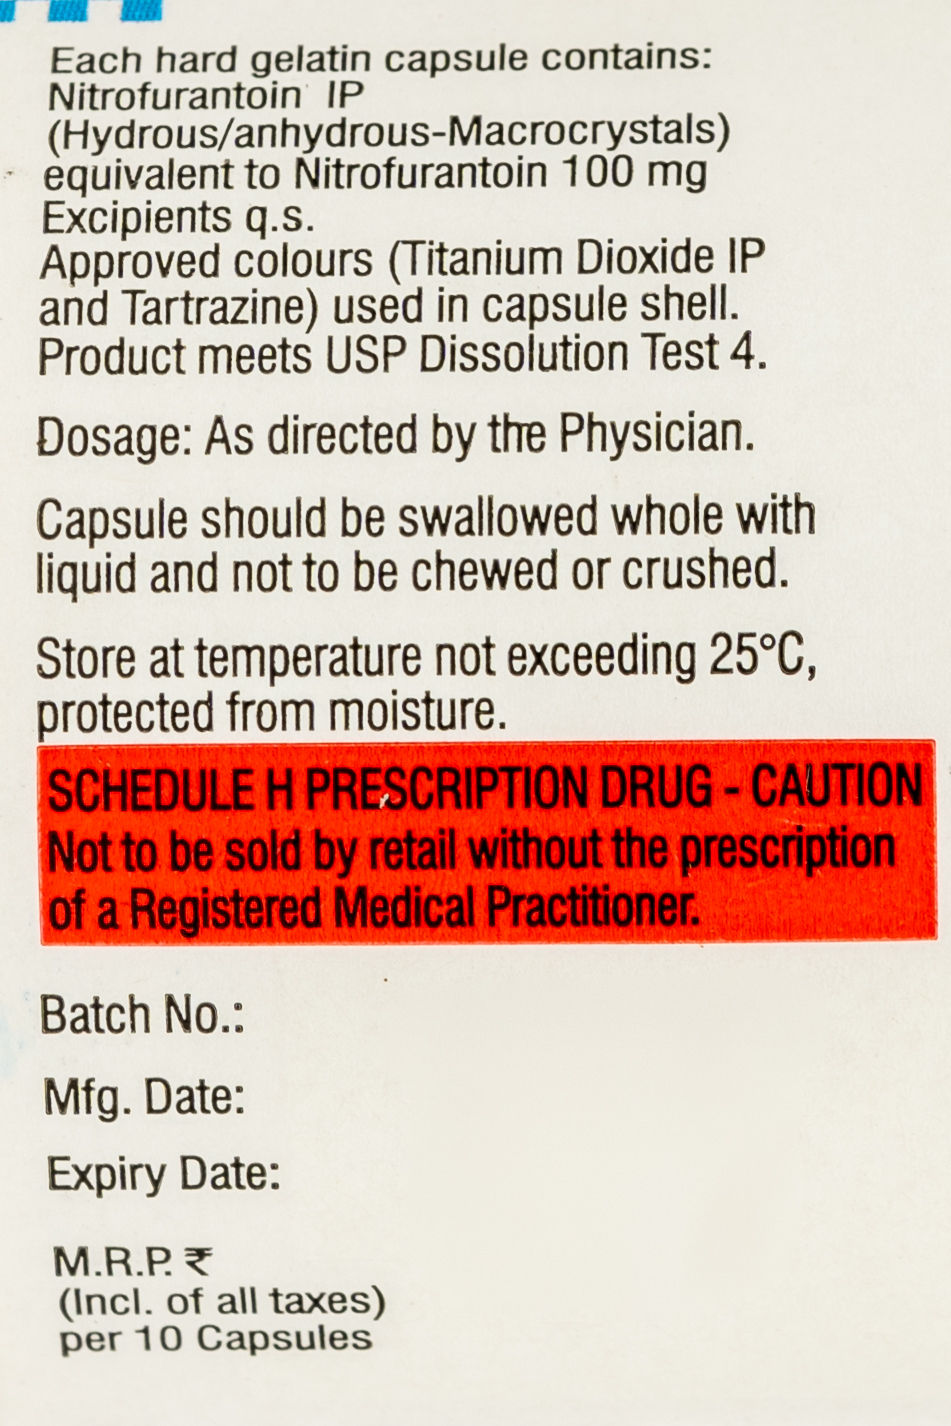 Each hard gelatin capsule contains:
Nitrofurantoin IP
(Hydrous/anhydrous-Macrocrystals)
equivalent to Nitrofurantoin 100 mg
Excipients q.s.
Approved colours (Titanium Dioxide IP
and Tartrazine) used in capsule shell.
Product meets USP Dissolution Test 4.
Dosage: As directed by the Physician.
Capsule should be swallowed whole with
liquid and not to be chewed or crushed.
Store at temperature not exceeding 25°C,
protected from moisture.
SCHEDULE H PRESCRIPTION DRUG - CAUTION
Not to be sold by retail without the prescription
of a Registered Medical Practitioner.
Batch No.:
Mfg. Date:
Expiry Date:
M.R.P. ₹
(Incl. of all taxes)
per 10 Capsules